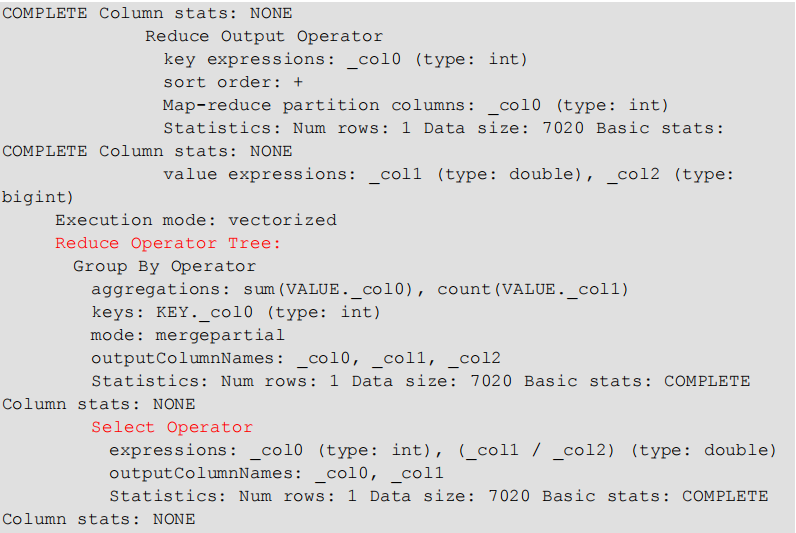 COMPLETE Column stats: NONE
Reduce Output Operator
key expressions: _col0 (type: int)
sort order: +
Map-reduce partition columns: _col0 (type: int)
Statistics: Num rows: 1 Data size: 7020 Basic stats:
COMPLETE Column stats: NONE
value expressions: _col1 (type: double), _col2 (type:
bigint)
Execution mode: vectorized
Reduce Operator Tree:
Group By Operator
aggregations: sum(VALUE._col0), count(VALUE._col1)
keys: KEY._col0 (type: int)
mode: mergepartial
outputColumnNames: _col0, _col1, _col2
Statistics: Num rows: 1 Data size: 7020 Basic stats: COMPLETE
Column stats: NONE
Select Operator
expressions: _col0 (type: int), (_col1 / _col2) (type: double)
outputColumnNames: _col0, _col1
Statistics: Num rows: 1 Data size: 7020 Basic stats: COMPLETE
Column stats: NONE